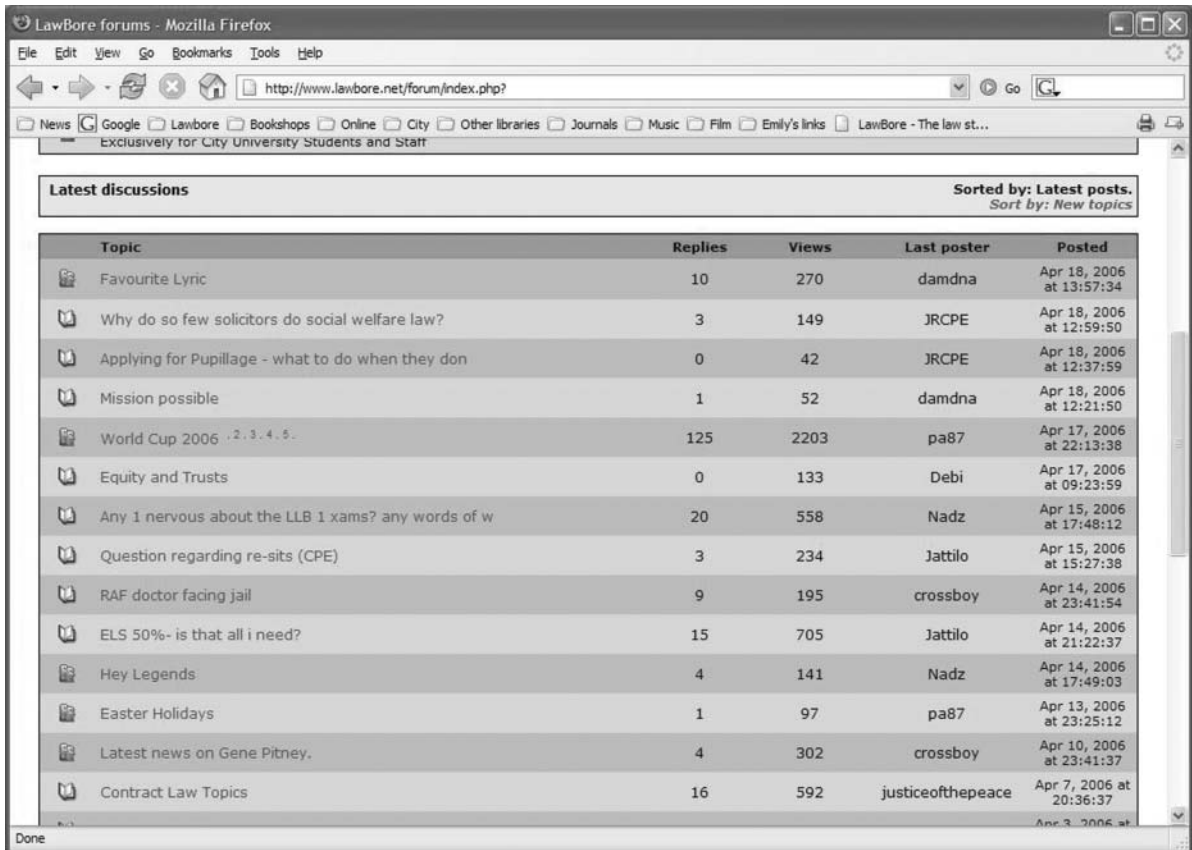 LawBore forums - Mozilla Firefox
File Edit View Go Bookmarks Tools Help
http://www.lawbore.net/forum/index.php? Go G
News G Google Lawbore Bookshops Online City Other libraries Journals Music Film Emily's links LawBore - The law st...
Exclusively for City University Students and Staff
Latest discussions Sorted by: Latest posts.
Sort by: New topics
Topic Replies Views Last poster Posted
Favourite Lyric 10 270 damdna Apr 18, 2006
at 13:57:34
Why do so few solicitors do social welfare law? 3 149 JRCPE Apr 18, 2006
at 12:59:50
Applying for Pupillage - what to do when they don 0 42 JRCPE Apr 18, 2006
at 12:37:59
Mission possible 1 52 damdna Apr 18, 2006
at 12:21:50
World Cup 2006 .2.3.4.5. 125 2203 pa87 Apr 17, 2006
at 22:13:38
Equity and Trusts 0 133 Debi Apr 17, 2006
at 09:23:59
Any 1 nervous about the LLB 1 xams? any words of w 20 558 Nadz Apr 15, 2006
at 17:48:12
Question regarding re-sits (CPE) 3 234 Jattilo Apr 15, 2006
at 15:27:38
RAF doctor facing jail 9 195 crossboy Apr 14, 2006
at 23:41:54
ELS 50%- is that all i need? 15 705 Jattilo Apr 14, 2006
at 21:22:37
Hey Legends 4 141 Nadz Apr 14, 2006
at 17:49:03
Easter Holidays 1 97 pa87 Apr 13, 2006
at 23:25:12
Latest news on Gene Pitney. 4 302 crossboy Apr 10, 2006
at 23:41:37
Contract Law Topics 16 592 justiceofthepeace Apr 7, 2006 at
20:36:37
Apr 3, 2006 at
Done